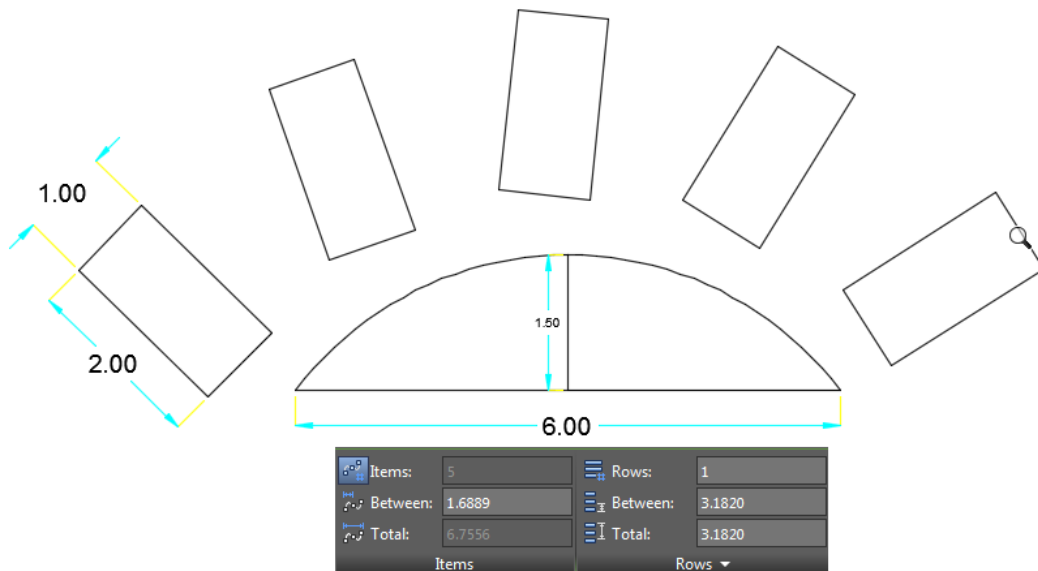 1.00
2.00
1.50
6.00
Items: 5
Between: 1.6889
Total: 6.7556
Items
Rows: 1
Between: 3.1820
Total: 3.1820
Rows